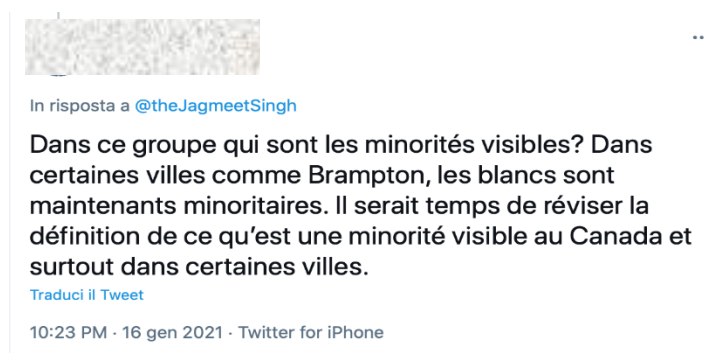 In risposta a @theJagmeetSingh
Dans ce groupe qui sont les minorités visibles? Dans
certaines villes comme Brampton, les blancs sont
maintenants minoritaires. Il serait temps de réviser la
définition de ce qu’est une minorité visible au Canada et
surtout dans certaines villes.
Traduci il Tweet
10:23 PM · 16 gen 2021 · Twitter for iPhone